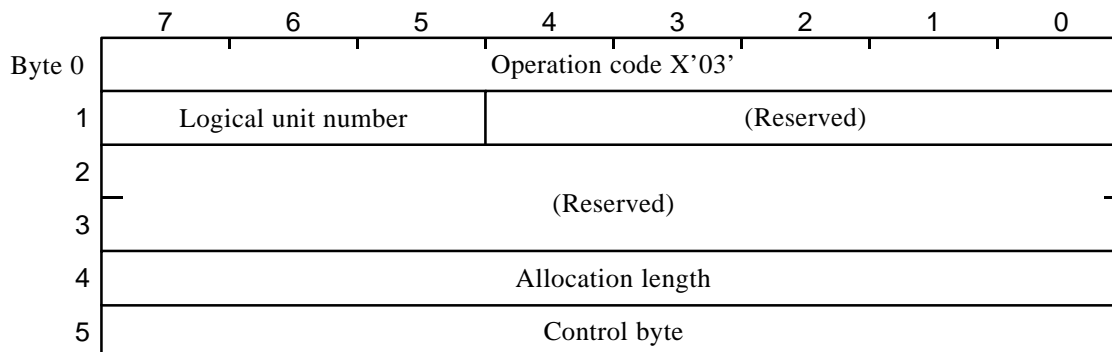 7 6 5 4 3 2 1 0
Byte 0 Operation code X’03’
1 Logical unit number (Reserved)
2
(Reserved)
3
4 Allocation length
5 Control byte